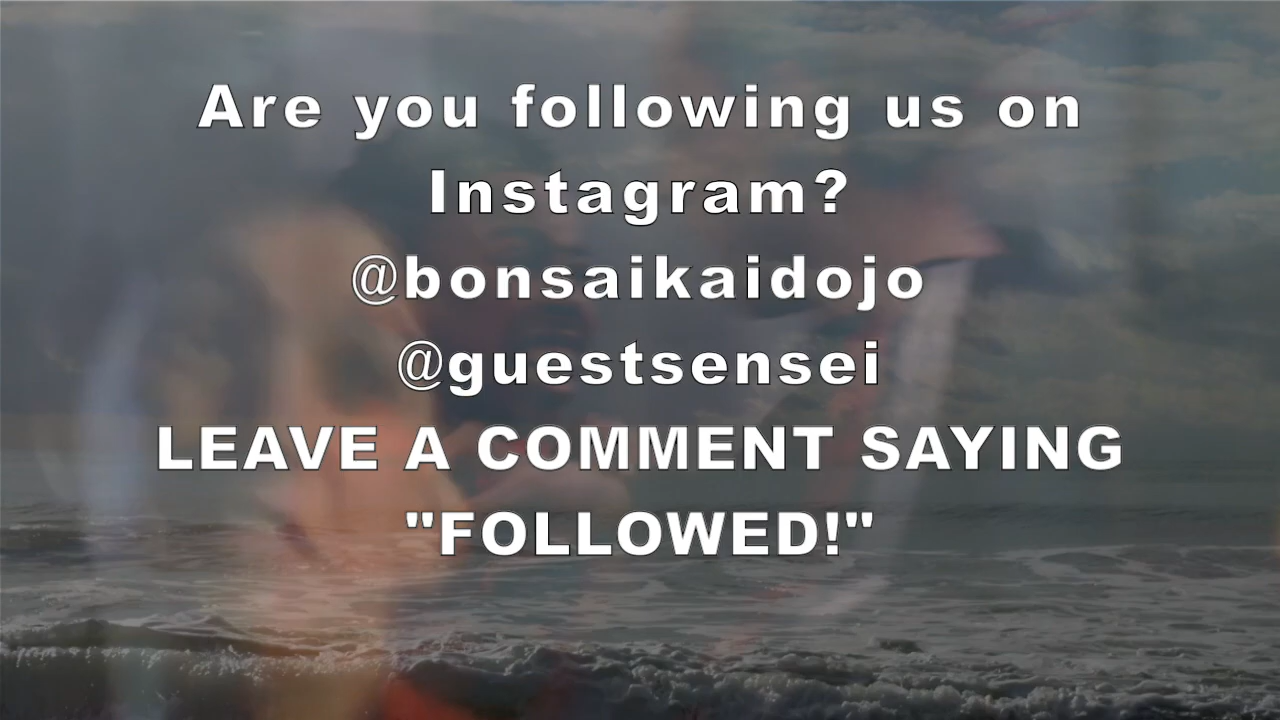 Are you following us on
Instagram?
@bonsaikaidojo
@guestsensei
LEAVE A COMMENT SAYING
"FOLLOWED!"